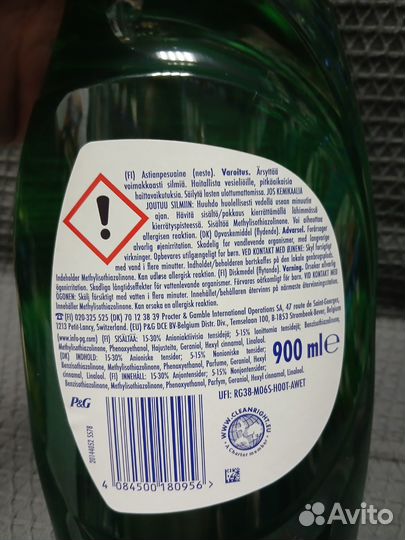 (FI) Astianpesuaine (neste). Varoitus. Ärsyttää
voimakkaasti silmiä. Haitallista vesieliöille, pitkäaikaisia
haittavaikutuksia. Säilytä lasten ulottumattomissa. JOS KEMIKAALIA
JOUTUU SILMIIN: Huuhdo huolellisesti vedellä usean minuutin
ajan. Hävitä sisältö/pakkaus kierrättämällä lähimmässä
kierrätyspisteessä. Sisältää Methylisothiazolinone. Voi aiheuttaa
allergisen reaktion. (DK) Opvaskemiddel (flydende). Advarsel. Forårsager
alvorlig øjenirritation. Skadelig for vandlevende organismer, med langvarige
virkninger. Opbevares utilgængeligt for børn. VED KONTAKT MED ØJNENE: Skyl
med vand i flere minutter. Indholdet/beholderen bortskaffes på den lokale genbrugsplads.
Indeholder Methylisothiazolinone. Kan udløse allergisk reaktion. (SE) Diskmedel (flytande). Varning. Orsakar allvarlig
ögonirritation. Skadliga långtidseffekter för vattenlevande organismer. Förvaras oåtkomligt för barn. VID KONTAKT MED
ÖGONEN: Skölj försiktigt med vatten i flera minuter. Innehållet/behållaren återvinns på närmaste återvinningsstation. Innehåller
Methylisothiazolinone. Kan orsaka en allergisk reaktion.
(FI) 020-325 525 (DK) 70 12 38 39 Procter & Gamble International Operations SA, 47 route de Saint-Georges,
1213 Petit-Lancy, Switzerland. (EU) P&G DCE BV-Belgium Distr. Div., Temselaan 100, B-1853 Strombeek-Bever, Belgium
(www.info-pg.com) (FI) SISÄLTÄÄ: 15-30% Anionisia tensidejä; 5-15% Ionittomia tensidejä; Benzisothiazolinone,
Methylisothiazolinone, Phenoxyethanol, Hajusteita, Geraniol, Hexyl cinnamal, Linalool.
(DK) INDHOLD: 15-30% Anioniske tensider; 5-15% Nonioniske tensider;
Benzisothiazolinone, Methylisothiazolinone, Phenoxyethanol, Parfume, Geraniol, Hexyl
cinnamal, Linalool. (SE) INNEHÅLL: 15-30% Anjontensider; 5-15% Nonjontensider;
Benzisothiazolinone, Methylisothiazolinone, Phenoxyethanol, Parfym, Geraniol,
Hexyl cinnamal, Linalool.
900 ml e
UFI: RG38-M06S-H00T-AWET
P&G
20144052 SS78
4 084500 180956 >
WWW.CLEANRIGHT.EU
A Charter member
Avito